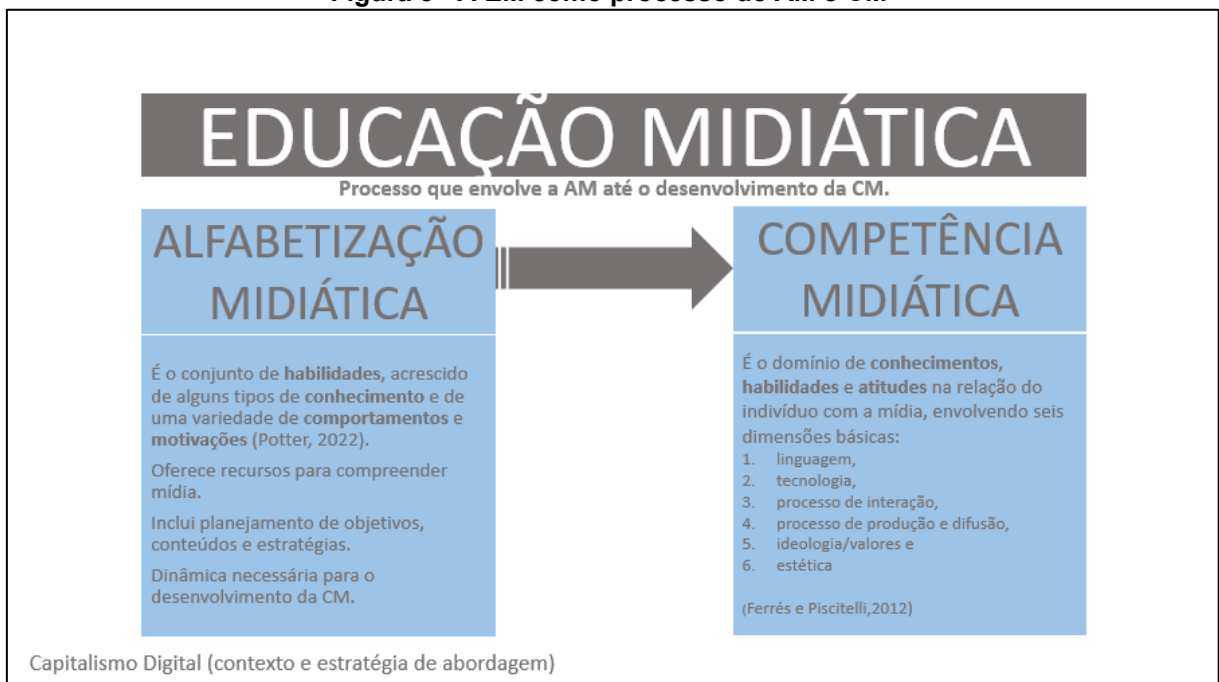 EDUCAÇÃO MIDIÁTICA
Processo que envolve a AM até o desenvolvimento da CM.
ALFABETIZAÇÃO
MIDIÁTICA
É o conjunto de habilidades, acrescido
de alguns tipos de conhecimento e de
uma variedade de comportamentos e
motivações (Potter, 2022).
Oferece recursos para compreender
mídia.
Inclui planejamento de objetivos,
conteúdos e estratégias.
Dinâmica necessária para o
desenvolvimento da CM.
COMPETÊNCIA
MIDIÁTICA
É o domínio de conhecimentos,
habilidades e atitudes na relação do
indivíduo com a mídia, envolvendo seis
dimensões básicas:
1. linguagem,
2. tecnologia,
3. processo de interação,
4. processo de produção e difusão,
5. ideologia/valores e
6. estética
(Ferrés e Piscitelli,2012)
Capitalismo Digital (contexto e estratégia de abordagem)